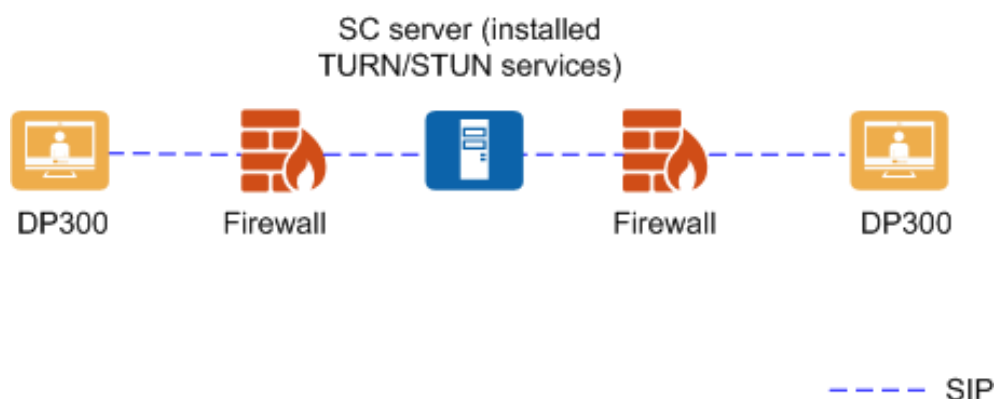 SC server (installed
TURN/STUN services)
DP300
Firewall
Firewall
DP300
SIP